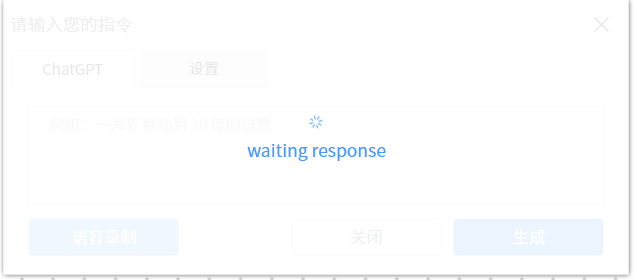 请输入您的指令
ChatGPT 设置
例如：一关节 移动到 30 度的位置
waiting response
语音录制 关闭 生成